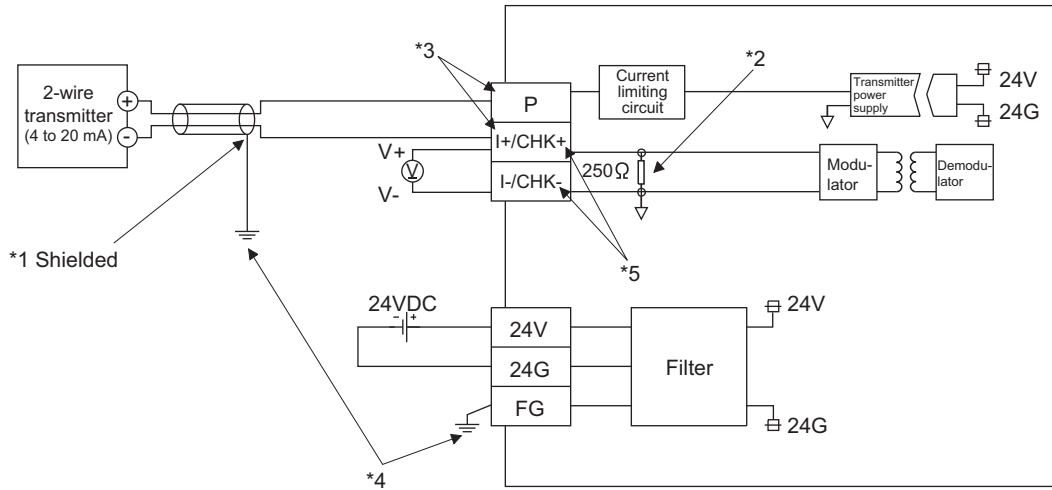 *3
*2
2-wire
transmitter
(4 to 20 mA)
+
-
P
Current
limiting
circuit
Transmitter
power
supply
24V
24G
I+/CHK+
V+
V
V-
I-/CHK-
250Ω
Modu-
lator
Demodu-
lator
*1 Shielded
*5
24VDC
- +
24V
24G
FG
Filter
24V
24G
*4